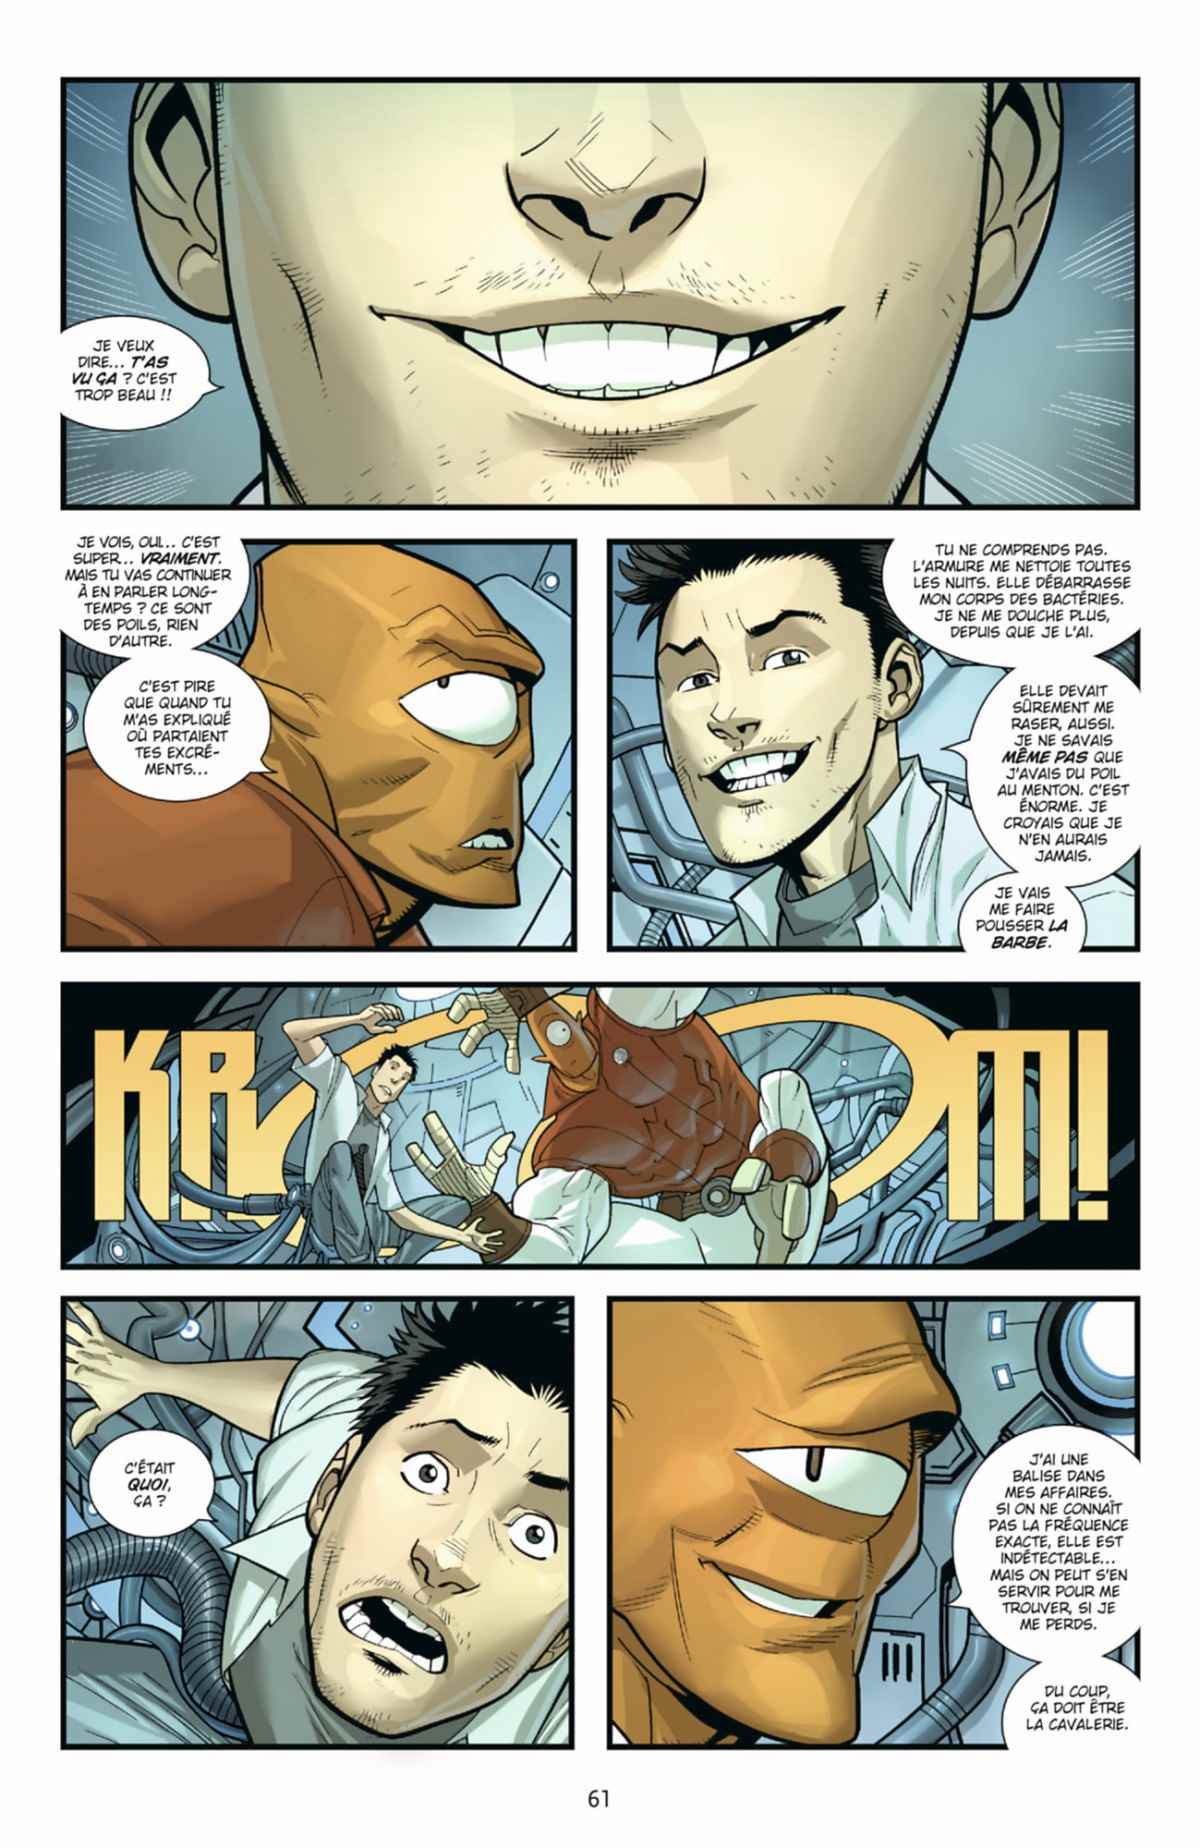 JE VEUX
DIRE... T'AS
VU ÇA ? C'EST
TROP BEAU !!
JE VOIS, OUI... C'EST
SUPER... VRAIMENT.
MAIS TU VAS CONTINUER
À EN PARLER LONG-
TEMPS ? CE SONT
DES POILS, RIEN
D'AUTRE.
C'EST PIRE
QUE QUAND TU
M'AS EXPLIQUÉ
OÙ PARTAIENT
TES EXCRÉ-
MENTS...
TU NE COMPRENDS PAS.
L'ARMURE ME NETTOIE TOUTES
LES NUITS. ELLE DÉBARRASSE
MON CORPS DES BACTÉRIES.
JE NE ME DOUCHE PLUS,
DEPUIS QUE JE L'AI.
ELLE DEVAIT
SÛREMENT ME
RASER, AUSSI.
JE NE SAVAIS
MÊME PAS QUE
J'AVAIS DU POIL
AU MENTON. C'EST
ÉNORME. JE
CROYAIS QUE JE
N'EN AURAIS
JAMAIS.
JE VAIS
ME FAIRE
POUSSER LA
BARBE.
KROOM!
C'ÉTAIT
QUOI,
ÇA ?
J'AI UNE
BALISE DANS
MES AFFAIRES.
SI ON NE CONNAÎT
PAS LA FRÉQUENCE
EXACTE, ELLE EST
INDÉTECTABLE...
MAIS ON PEUT S'EN
SERVIR POUR ME
TROUVER, SI JE
ME PERDS.
DU COUP,
ÇA DOIT ÊTRE
LA CAVALERIE.
61